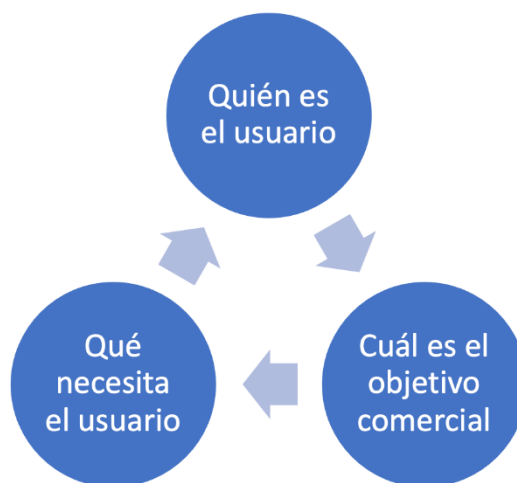 Quién es
el usuario
Cuál es el
objetivo
comercial
Qué
necesita
el usuario